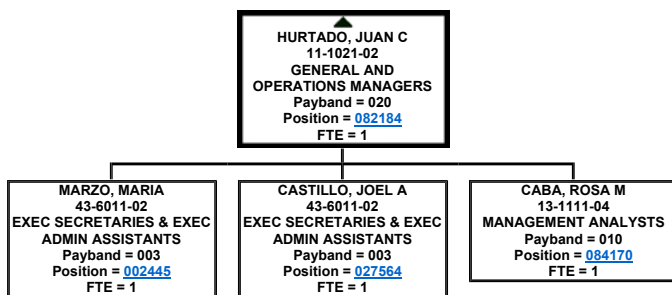 HURTADO, JUAN C
11-1021-02
GENERAL AND
OPERATIONS MANAGERS
Payband = 020
Position = 082184
FTE = 1
MARZO, MARIA
43-6011-02
EXEC SECRETARIES & EXEC
ADMIN ASSISTANTS
Payband = 003
Position = 002445
FTE = 1
CASTILLO, JOEL A
43-6011-02
EXEC SECRETARIES & EXEC
ADMIN ASSISTANTS
Payband = 003
Position = 027564
FTE = 1
CABA, ROSA M
13-1111-04
MANAGEMENT ANALYSTS
Payband = 010
Position = 084170
FTE = 1